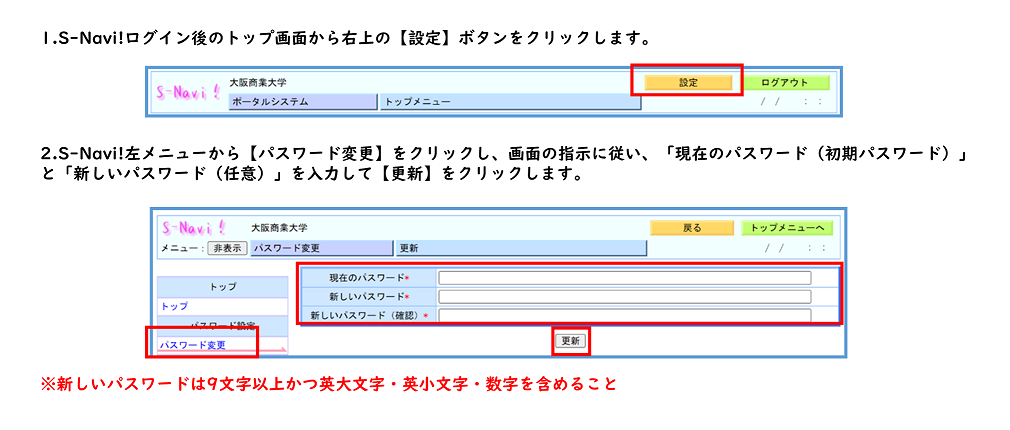 1.S-Navi!ログイン後のトップ画面から右上の【設定】ボタンをクリックします。
S-Navi! 大阪商業大学 設定 ログアウト
ポータルシステム トップメニュー / / : :
2.S-Navi!左メニューから【パスワード変更】をクリックし、画面の指示に従い、「現在のパスワード（初期パスワード）」
と「新しいパスワード（任意）」を入力して【更新】をクリックします。
S-Navi! 大阪商業大学 戻る トップメニューへ
メニュー： 非表示 パスワード変更 更新 / / : :
トップ
トップ
パスワード設定
パスワード変更
現在のパスワード*
新しいパスワード*
新しいパスワード（確認）*
更新
※新しいパスワードは9文字以上かつ英大文字・英小文字・数字を含めること